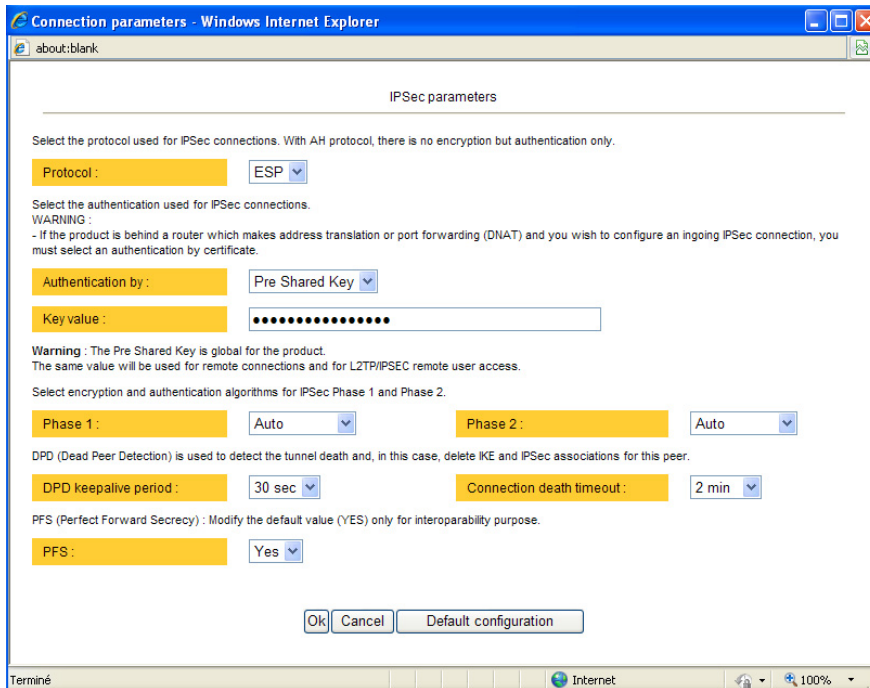 Connection parameters - Windows Internet Explorer
about:blank
IPSec parameters
Select the protocol used for IPSec connections. With AH protocol, there is no encryption but authentication only.
Protocol : ESP
Select the authentication used for IPSec connections.
WARNING :
- If the product is behind a router which makes address translation or port forwarding (DNAT) and you wish to configure an ingoing IPSec connection, you
must select an authentication by certificate.
Authentication by : Pre Shared Key
Key value : ••••••••••••••••
Warning : The Pre Shared Key is global for the product.
The same value will be used for remote connections and for L2TP/IPSEC remote user access.
Select encryption and authentication algorithms for IPSec Phase 1 and Phase 2.
Phase 1 : Auto Phase 2 : Auto
DPD (Dead Peer Detection) is used to detect the tunnel death and, in this case, delete IKE and IPSec associations for this peer.
DPD keepalive period : 30 sec Connection death timeout : 2 min
PFS (Perfect Forward Secrecy) : Modify the default value (YES) only for interoparability purpose.
PFS : Yes
Ok Cancel Default configuration
Terminé Internet 100%